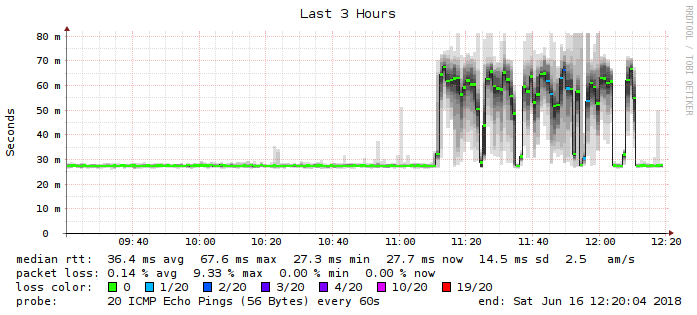 Last 3 Hours
RRDTOOL / TOBI OETIKER
Seconds
80 m
70 m
60 m
50 m
40 m
30 m
20 m
10 m
0
09:40 10:00 10:20 10:40 11:00 11:20 11:40 12:00 12:20
median rtt: 36.4 ms avg 67.6 ms max 27.3 ms min 27.7 ms now 14.5 ms sd 2.5 am/s
packet loss: 0.14 % avg 9.33 % max 0.00 % min 0.00 % now
loss color: 0 1/20 2/20 3/20 4/20 10/20 19/20
probe: 20 ICMP Echo Pings (56 Bytes) every 60s end: Sat Jun 16 12:20:04 2018